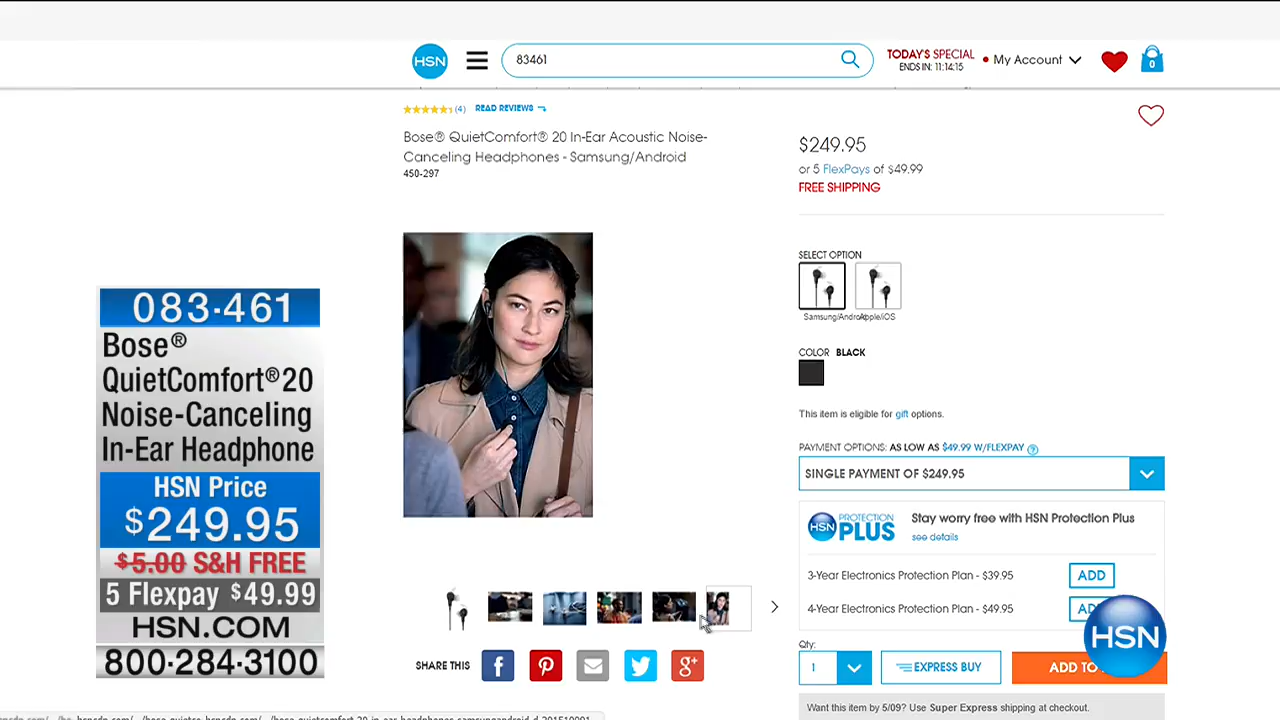 HSN
83461
TODAY'S SPECIAL
ENDS IN: 11:14:15
My Account
0
(4) READ REVIEWS
Bose® QuietComfort® 20 In-Ear Acoustic Noise-
Canceling Headphones - Samsung/Android
450-297
$249.95
or 5 FlexPays of $49.99
FREE SHIPPING
SELECT OPTION
Apple/iOS
COLOR BLACK
This item is eligible for gift options.
PAYMENT OPTIONS: AS LOW AS $49.99 W/FLEXPAY ?
SINGLE PAYMENT OF $249.95
HSN PROTECTION PLUS
Stay worry free with HSN Protection Plus
see details
3-Year Electronics Protection Plan - $39.95 ADD
4-Year Electronics Protection Plan - $49.95
Qty:
1
EXPRESS BUY
ADD TO
HSN
Want this item by 5/09? Use Super Express shipping at checkout.
SHARE THIS
083-461
Bose®
QuietComfort®20
Noise-Canceling
In-Ear Headphone
HSN Price
$249.95
$5.00 S&H FREE
5 Flexpay $49.99
HSN.COM
800-284-3100